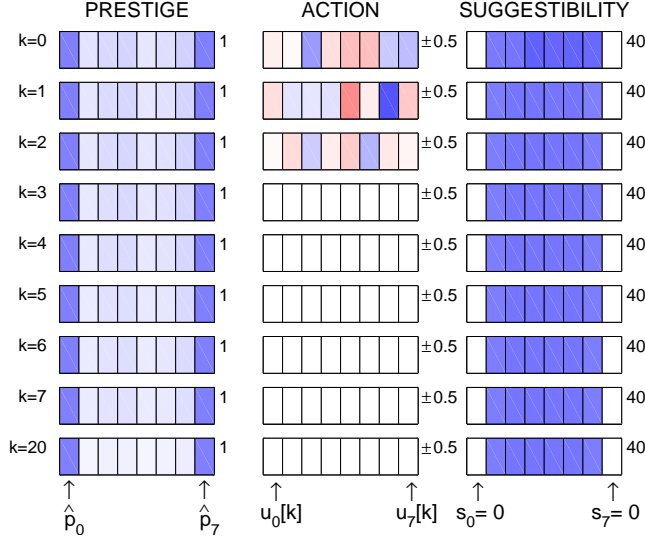 PRESTIGE ACTION SUGGESTIBILITY
k=0 1 ±0.5 40
k=1 1 ±0.5 40
k=2 1 ±0.5 40
k=3 1 ±0.5 40
k=4 1 ±0.5 40
k=5 1 ±0.5 40
k=6 1 ±0.5 40
k=7 1 ±0.5 40
k=20 1 ±0.5 40
↑ ↑ ↑ ↑ ↑ ↑
p̂₀ p̂₇ u₀[k] u₇[k] s₀= 0 s₇= 0